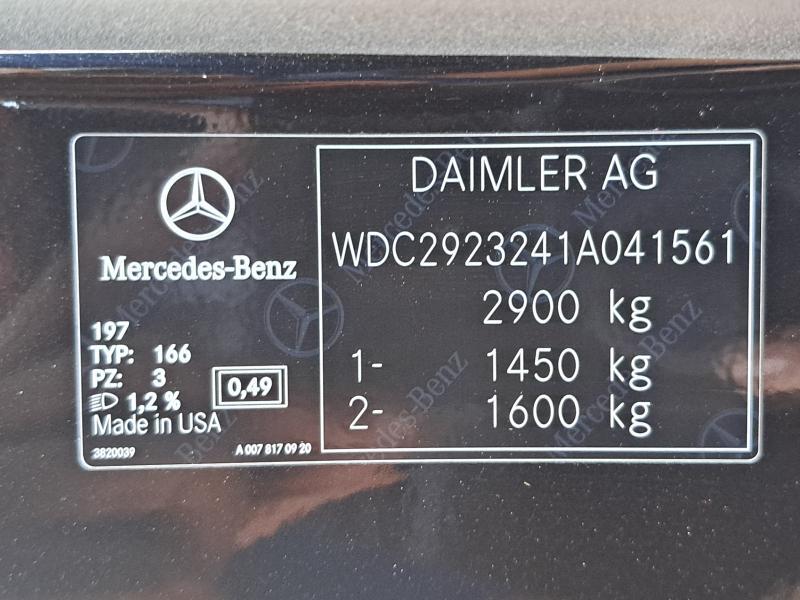 Mercedes-Benz
197
TYP: 166
PZ: 3
1,2 %
0,49
Made in USA
3820039
A 007 817 09 20
DAIMLER AG
WDC2923241A041561
2900 kg
1- 1450 kg
2- 1600 kg